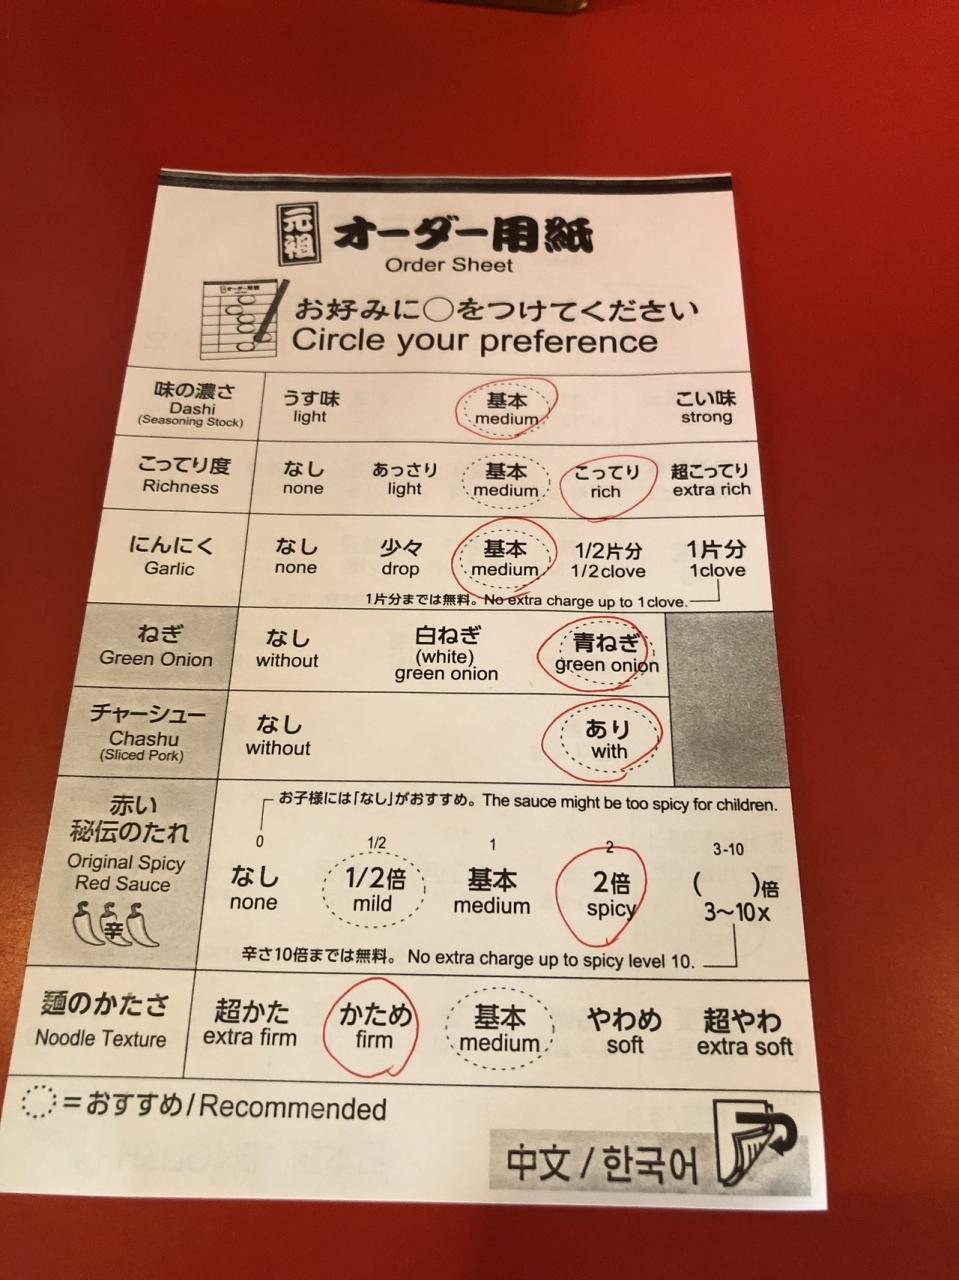 元祖 オーダー用紙
Order Sheet
お好みに○をつけてください
Circle your preference
味の濃さ
Dashi
(Seasoning Stock)
うす味
light
基本
medium
こい味
strong
こってり度
Richness
なし
none
あっさり
light
基本
medium
こってり
rich
超こってり
extra rich
にんにく
Garlic
なし
none
少々
drop
基本
medium
1/2片分
1/2clove
1片分
1clove
1片分までは無料。No extra charge up to 1clove.
ねぎ
Green Onion
なし
without
白ねぎ
(white)
green onion
青ねぎ
green onion
チャーシュー
Chashu
(Sliced Pork)
なし
without
あり
with
赤い
秘伝のたれ
Original Spicy
Red Sauce
辛
お子様には「なし」がおすすめ。The sauce might be too spicy for children.
0
なし
none
1/2
1/2倍
mild
1
基本
medium
2
2倍
spicy
3-10
( )倍
3〜10x
辛さ10倍までは無料。No extra charge up to spicy level 10.
麺のかたさ
Noodle Texture
超かた
extra firm
かため
firm
基本
medium
やわめ
soft
超やわ
extra soft
=おすすめ/Recommended
中文 / 한국어